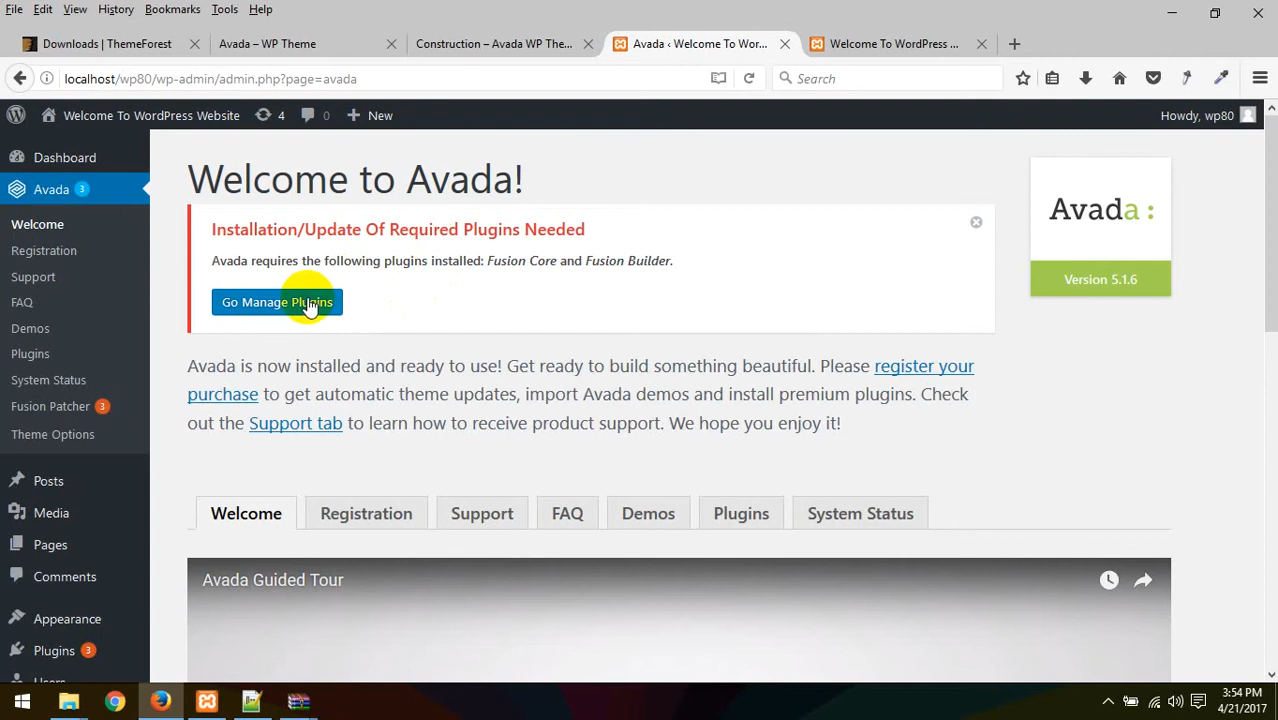 File Edit View History Bookmarks Tools Help
Downloads | ThemeForest
Avada – WP Theme
Construction – Avada WP The...
Avada ‹ Welcome To Wor...
Welcome To WordPress ...
localhost/wp80/wp-admin/admin.php?page=avada
Search
Welcome To WordPress Website
4
0
New
Howdy, wp80
Dashboard
Avada 3
Welcome
Registration
Support
FAQ
Demos
Plugins
System Status
Fusion Patcher 3
Theme Options
Posts
Media
Pages
Comments
Appearance
Plugins 3
Users
Welcome to Avada!
Installation/Update Of Required Plugins Needed
Avada requires the following plugins installed: Fusion Core and Fusion Builder.
Go Manage Plugins
Avada :
Version 5.1.6
Avada is now installed and ready to use! Get ready to build something beautiful. Please register your
purchase to get automatic theme updates, import Avada demos and install premium plugins. Check
out the Support tab to learn how to receive product support. We hope you enjoy it!
Welcome Registration Support FAQ Demos Plugins System Status
Avada Guided Tour
3:54 PM
4/21/2017